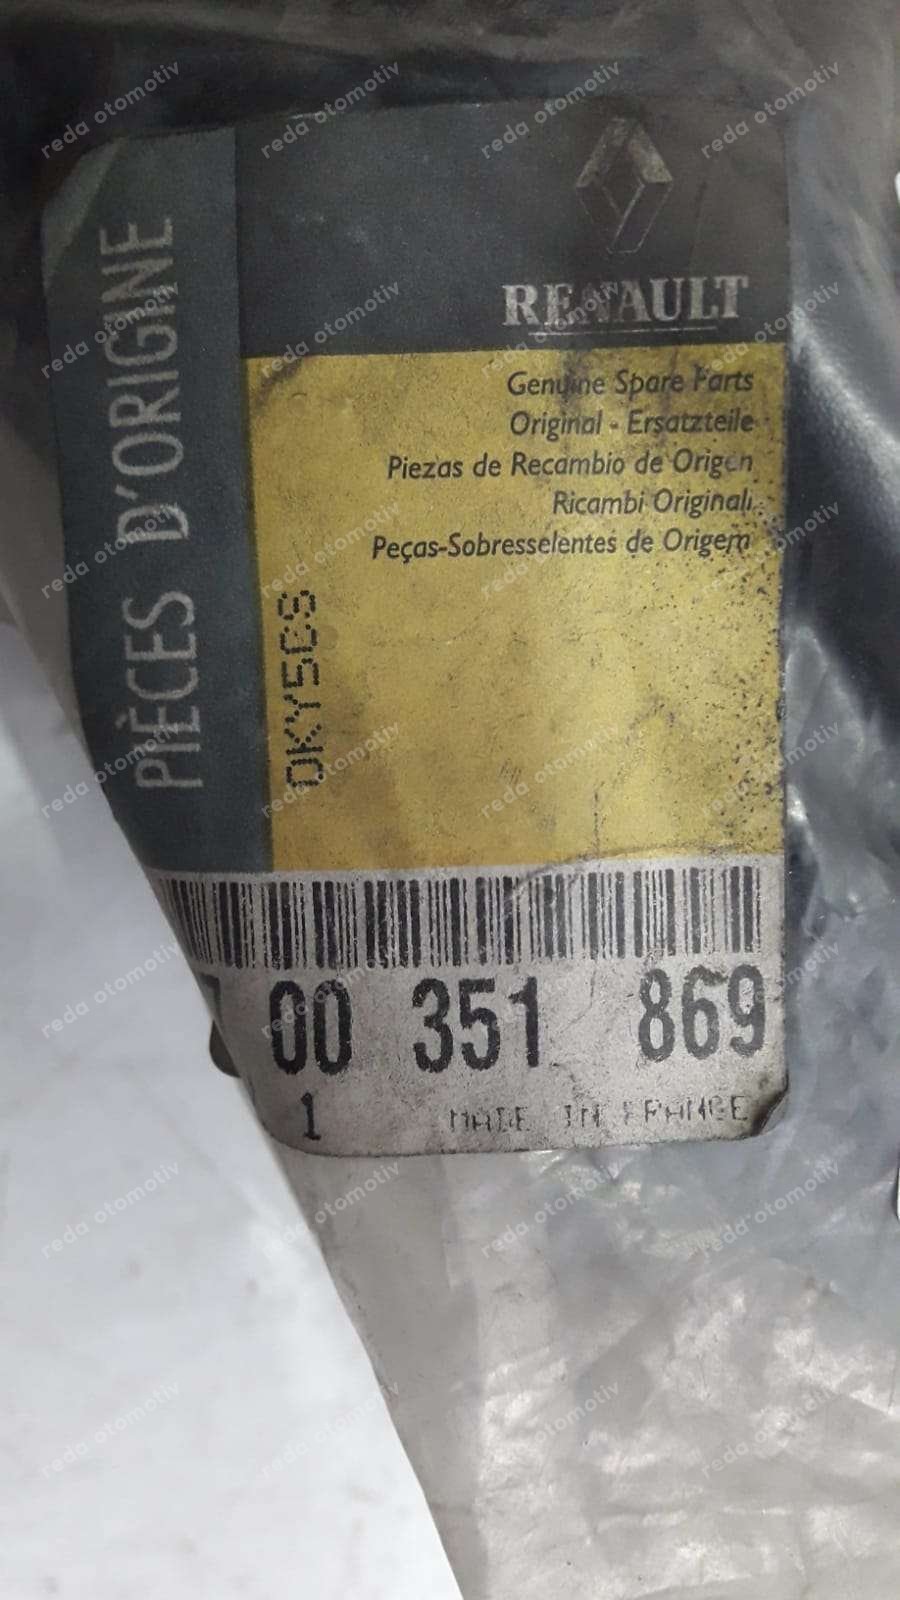 RENAULT
Genuine Spare Parts
Original - Ersatzteile
Piezas de Recambio de Origen
Ricambi Originali
Peças-Sobresselentes de Origem
PIÈCES D'ORIGINE
OKY5CS
00 351 869
1 MADE IN FRANCE
reda otomotiv